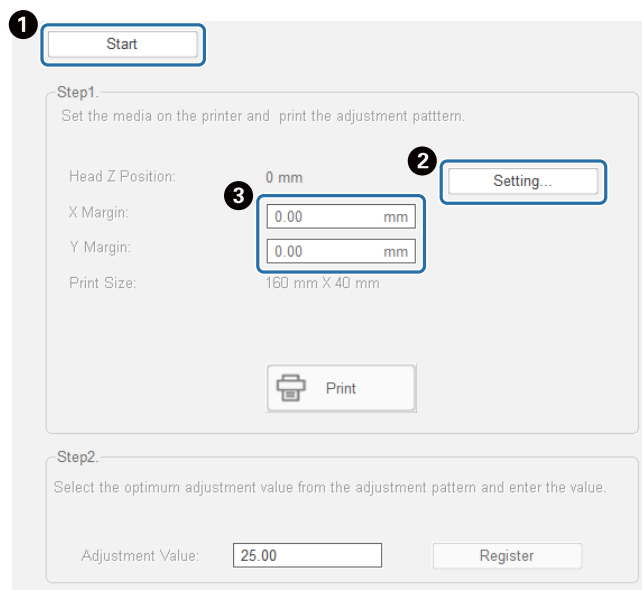 1
Start
Step1.
Set the media on the printer and print the adjustment patttern.
2
Head Z Position: 0 mm Setting...
3
X Margin: 0.00 mm
Y Margin: 0.00 mm
Print Size: 160 mm X 40 mm
Print
Step2.
Select the optimum adjustment value from the adjustment pattern and enter the value.
Adjustment Value: 25.00 Register